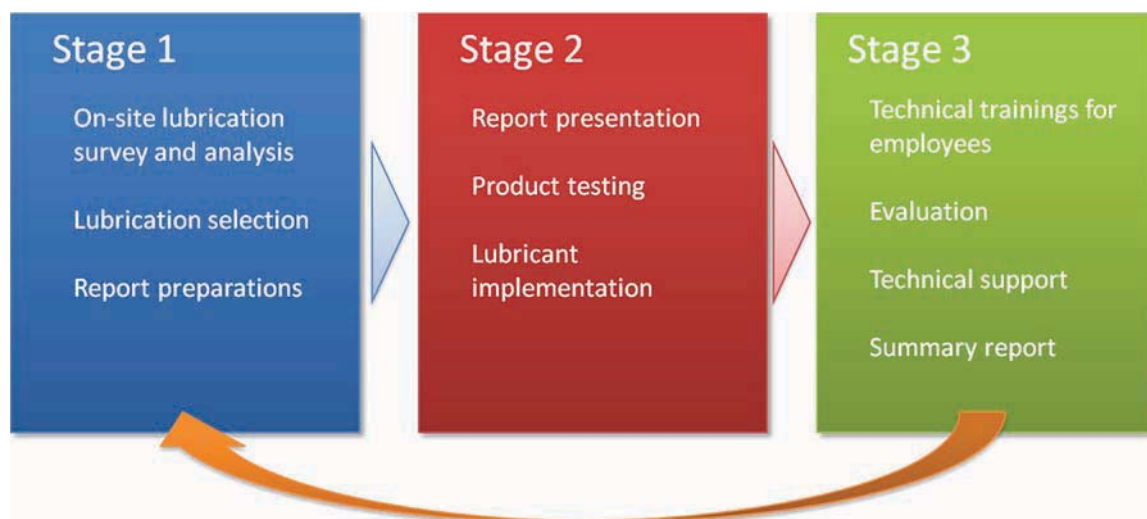 Stage 1
On-site lubrication
survey and analysis
Lubrication selection
Report preparations
Stage 2
Report presentation
Product testing
Lubricant
implementation
Stage 3
Technical trainings for
employees
Evaluation
Technical support
Summary report